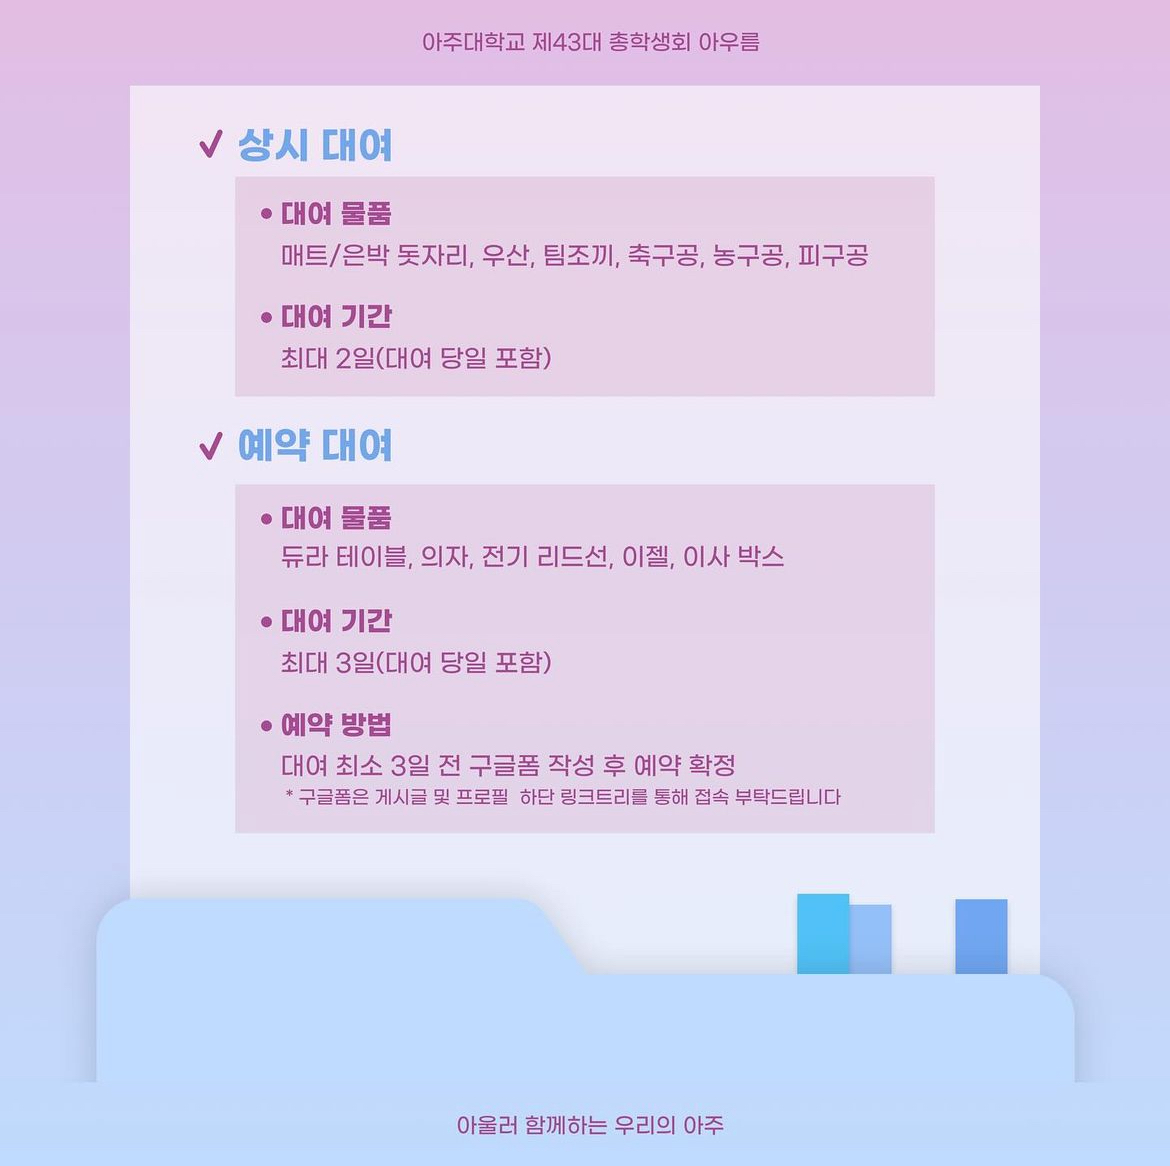 아주대학교 제43대 총학생회 아우름
✓ 상시 대여
• 대여 물품
매트/은박 돗자리, 우산, 팀조끼, 축구공, 농구공, 피구공
• 대여 기간
최대 2일(대여 당일 포함)
✓ 예약 대여
• 대여 물품
듀라 테이블, 의자, 전기 리드선, 이젤, 이사 박스
• 대여 기간
최대 3일(대여 당일 포함)
• 예약 방법
대여 최소 3일 전 구글폼 작성 후 예약 확정
* 구글폼은 게시글 및 프로필 하단 링크트리를 통해 접속 부탁드립니다
아울러 함께하는 우리의 아주